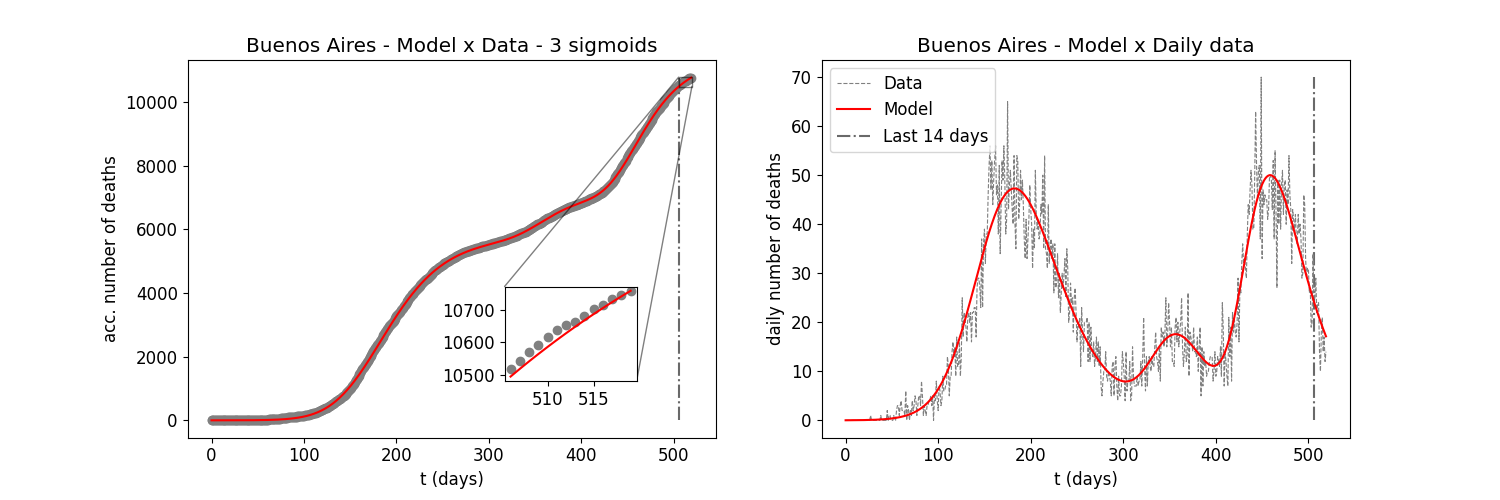 Buenos Aires - Model x Data - 3 sigmoids
acc. number of deaths
10000
8000
6000
4000
2000
0
10700
10600
10500
510 515
0 100 200 300 400 500
t (days)
Buenos Aires - Model x Daily data
daily number of deaths
70
60
50
40
30
20
10
0
Data
Model
Last 14 days
0 100 200 300 400 500
t (days)